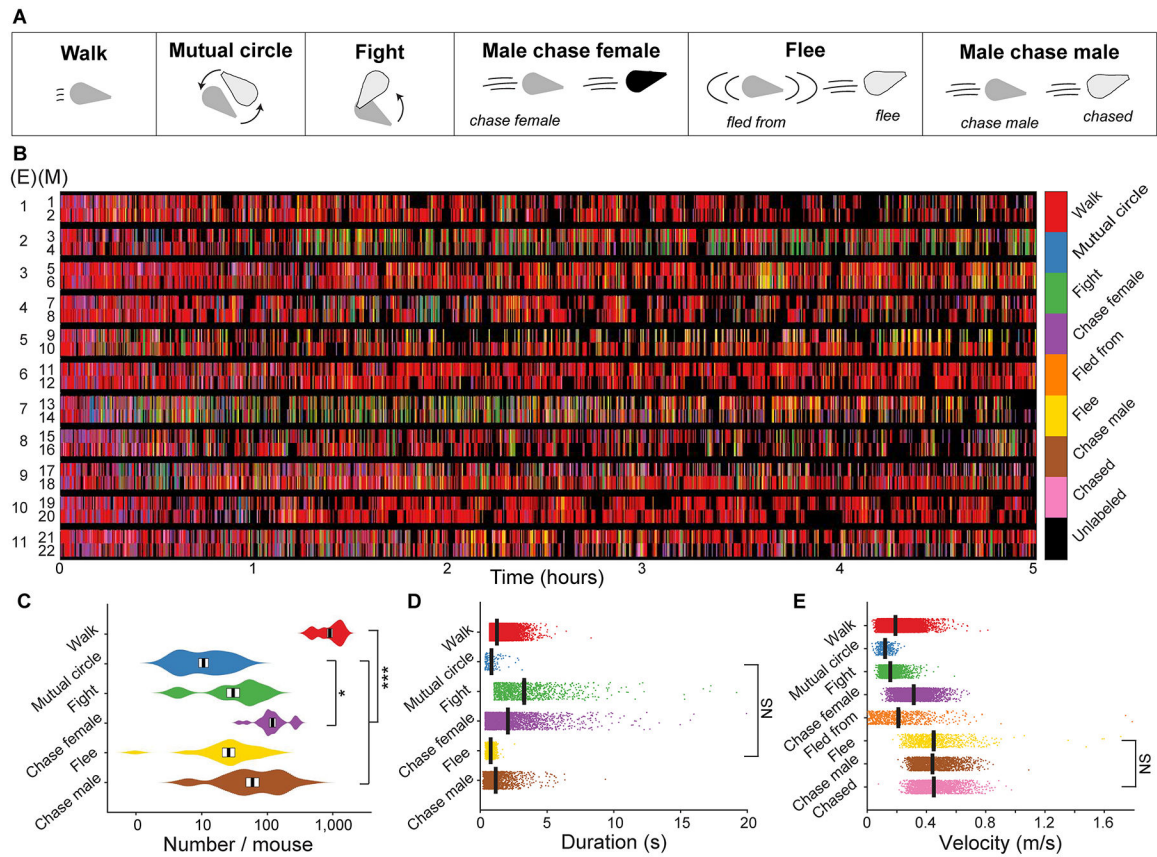 A
Walk
Mutual circle
Fight
Male chase female
Flee
Male chase male
chase female
fled from
flee
chase male
chased
B
(E)(M)
1 1
2
2 3
4
3 5
6
4 7
8
5 9
10
6 11
12
7 13
14
8 15
16
9 17
18
10 19
20
11 21
22
0 1 2 3 4 5
Time (hours)
Walk
Mutual circle
Fight
Chase female
Fled from
Flee
Chase male
Chased
Unlabeled
C
Walk
Mutual circle
Fight
Chase female
Flee
Chase male
*
***
0 10 100 1,000
Number / mouse
D
Walk
Mutual circle
Fight
Chase female
Flee
Chase male
NS
0 5 10 15 20
Duration (s)
E
Walk
Mutual circle
Fight
Chase female
Fled from
Flee
Chase male
Chased
NS
0 0.4 0.8 1.2 1.6
Velocity (m/s)